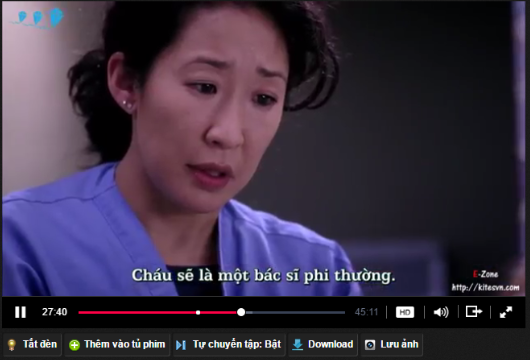 Cháu sẽ là một bác sĩ phi thường.
E-Zone
http://kitesvn.com
27:40
45:11
HD
Tắt đèn
Thêm vào tủ phim
Tự chuyển tập: Bật
Download
Lưu ảnh